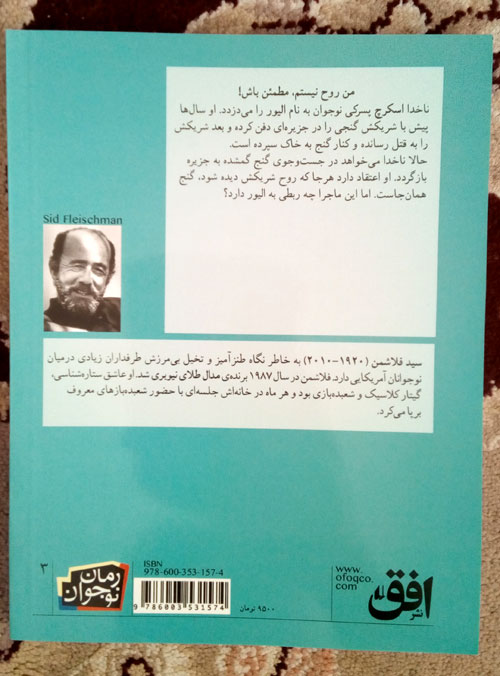 من روح نیستم، مطمئن باش!
ناخدا اسکرچ پسرکی نوجوان به نام الیور را می‌دزدد. او سال‌ها
پیش با شریکش گنجی را در جزیره‌ای دفن کرده و بعد شریکش
را به قتل رسانده و کنار گنج به خاک سپرده است.
حالا ناخدا می‌خواهد در جست‌وجوی گنج گمشده به جزیره
بازگردد. او اعتقاد دارد هرجا که روح شریکش دیده شود، گنج
همان‌جاست. اما این ماجرا چه ربطی به الیور دارد؟
Sid Fleischman
سید فلاشمن (۱۹۲۰-۲۰۱۰) به خاطر نگاه طنزآمیز و تخیل بی‌مرزش طرفداران زیادی درمیان
نوجوانان آمریکایی دارد. فلاشمن در سال ۱۹۸۷ برنده‌ی مدال طلای نیوبری شد. او عاشق ستاره‌شناسی،
گیتار کلاسیک و شعبده‌بازی بود و هر ماه در خانه‌اش جلسه‌ای با حضور شعبده‌بازهای معروف
برپا می‌کرد.
۳
رمان
نوجوان
ISBN
978-600-353-157-4
9 786003 531574
۹۵۰۰ تومان
www.
ofoqco.
com
نشر
افق